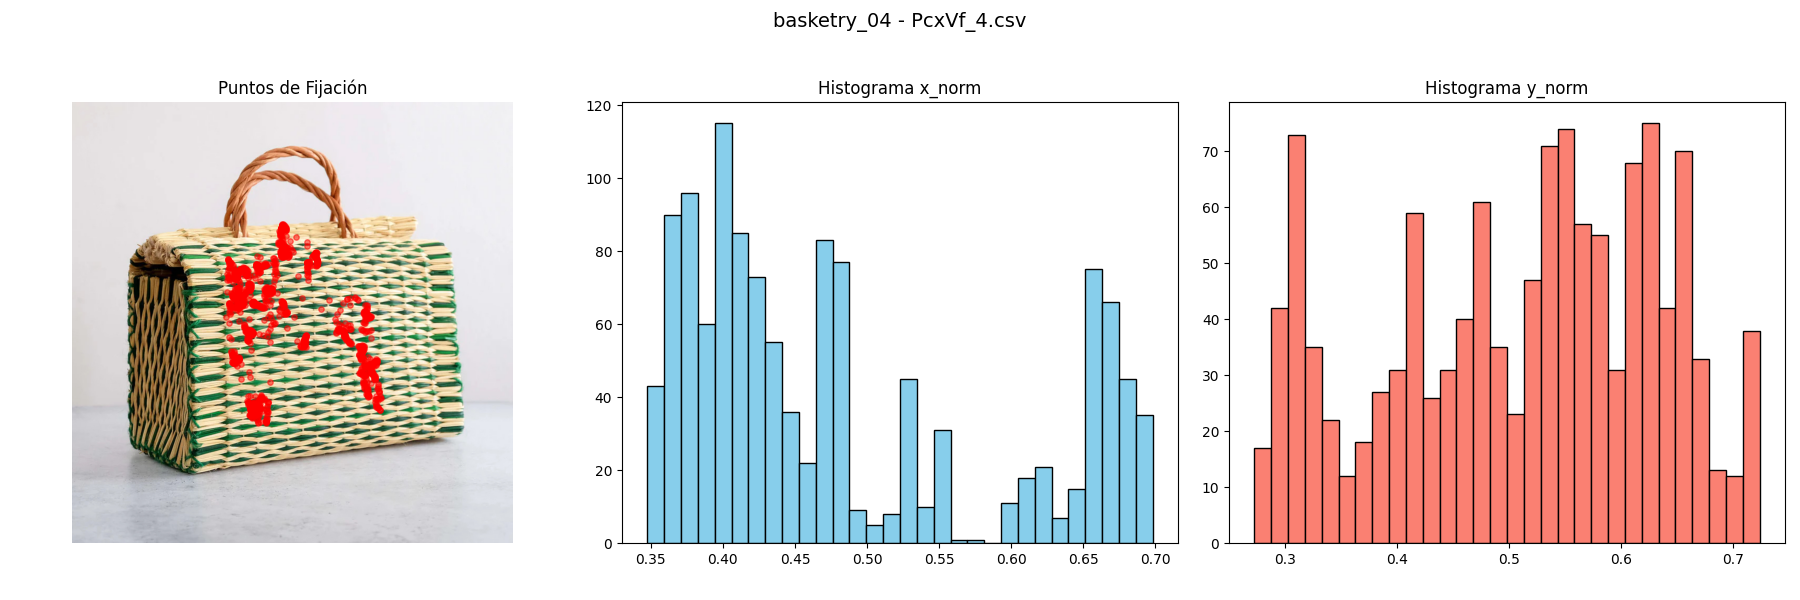 basketry_04 - PcxVf_4.csv
Puntos de Fijación
Histograma x_norm
120
100
80
60
40
20
0
0.35 0.40 0.45 0.50 0.55 0.60 0.65 0.70
Histograma y_norm
70
60
50
40
30
20
10
0
0.3 0.4 0.5 0.6 0.7